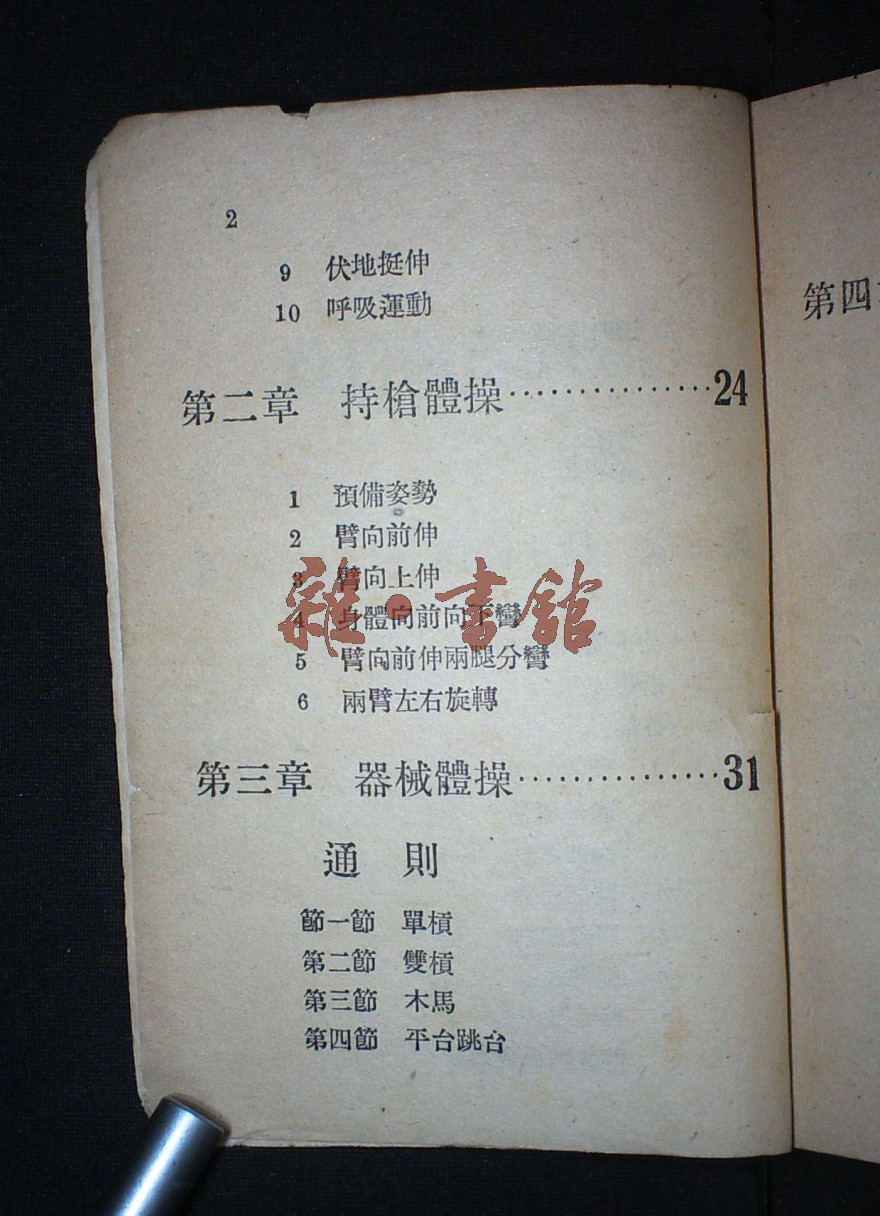 2
9 伏地挺伸
10 呼吸運動
第二章 持槍體操···············24
1 預備姿勢
2 臂向前伸
3 臂向上伸
4 身體向前向下彎
5 臂向前伸兩腿分彎
6 兩臂左右旋轉
雜·書館
第三章 器械體操···············31
通 則
節一節 單槓
第二節 雙槓
第三節 木馬
第四節 平台跳台
第四